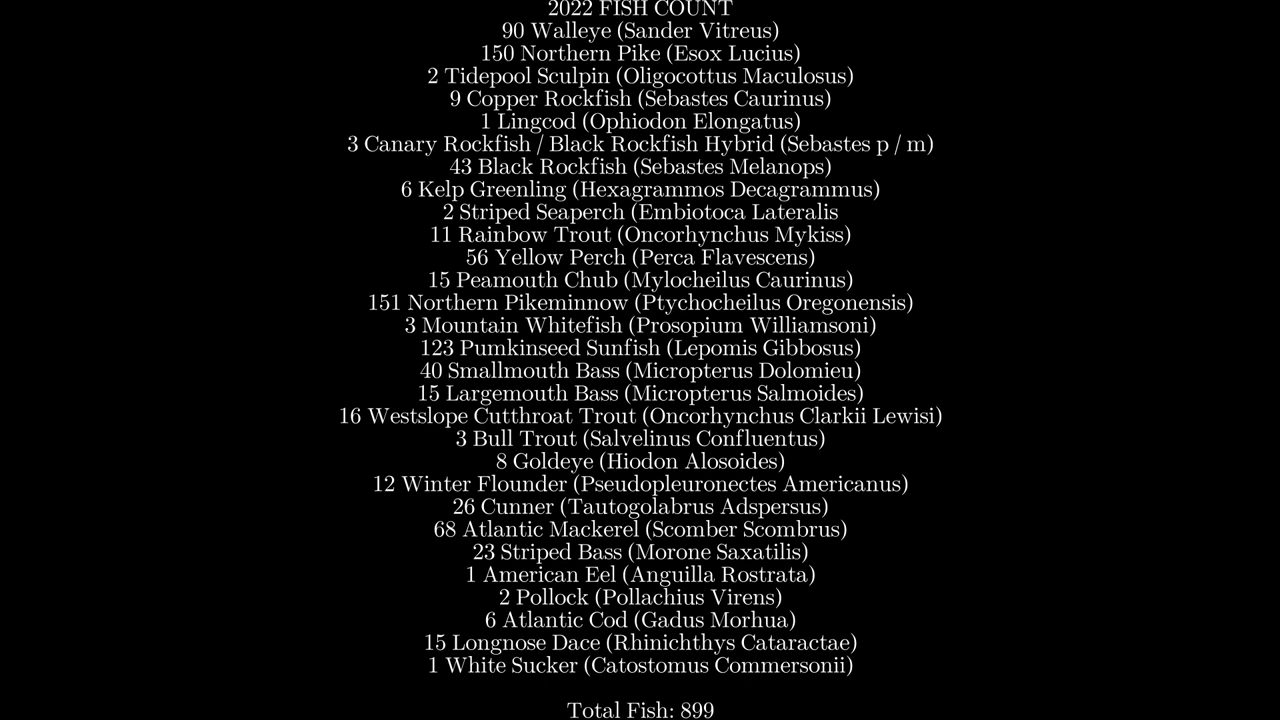 2022 FISH COUNT
90 Walleye (Sander Vitreus)
150 Northern Pike (Esox Lucius)
2 Tidepool Sculpin (Oligocottus Maculosus)
9 Copper Rockfish (Sebastes Caurinus)
1 Lingcod (Ophiodon Elongatus)
3 Canary Rockfish / Black Rockfish Hybrid (Sebastes p / m)
43 Black Rockfish (Sebastes Melanops)
6 Kelp Greenling (Hexagrammos Decagrammus)
2 Striped Seaperch (Embiotoca Lateralis
11 Rainbow Trout (Oncorhynchus Mykiss)
56 Yellow Perch (Perca Flavescens)
15 Peamouth Chub (Mylocheilus Caurinus)
151 Northern Pikeminnow (Ptychocheilus Oregonensis)
3 Mountain Whitefish (Prosopium Williamsoni)
123 Pumkinseed Sunfish (Lepomis Gibbosus)
40 Smallmouth Bass (Micropterus Dolomieu)
15 Largemouth Bass (Micropterus Salmoides)
16 Westslope Cutthroat Trout (Oncorhynchus Clarkii Lewisi)
3 Bull Trout (Salvelinus Confluentus)
8 Goldeye (Hiodon Alosoides)
12 Winter Flounder (Pseudopleuronectes Americanus)
26 Cunner (Tautogolabrus Adspersus)
68 Atlantic Mackerel (Scomber Scombrus)
23 Striped Bass (Morone Saxatilis)
1 American Eel (Anguilla Rostrata)
2 Pollock (Pollachius Virens)
6 Atlantic Cod (Gadus Morhua)
15 Longnose Dace (Rhinichthys Cataractae)
1 White Sucker (Catostomus Commersonii)
Total Fish: 899